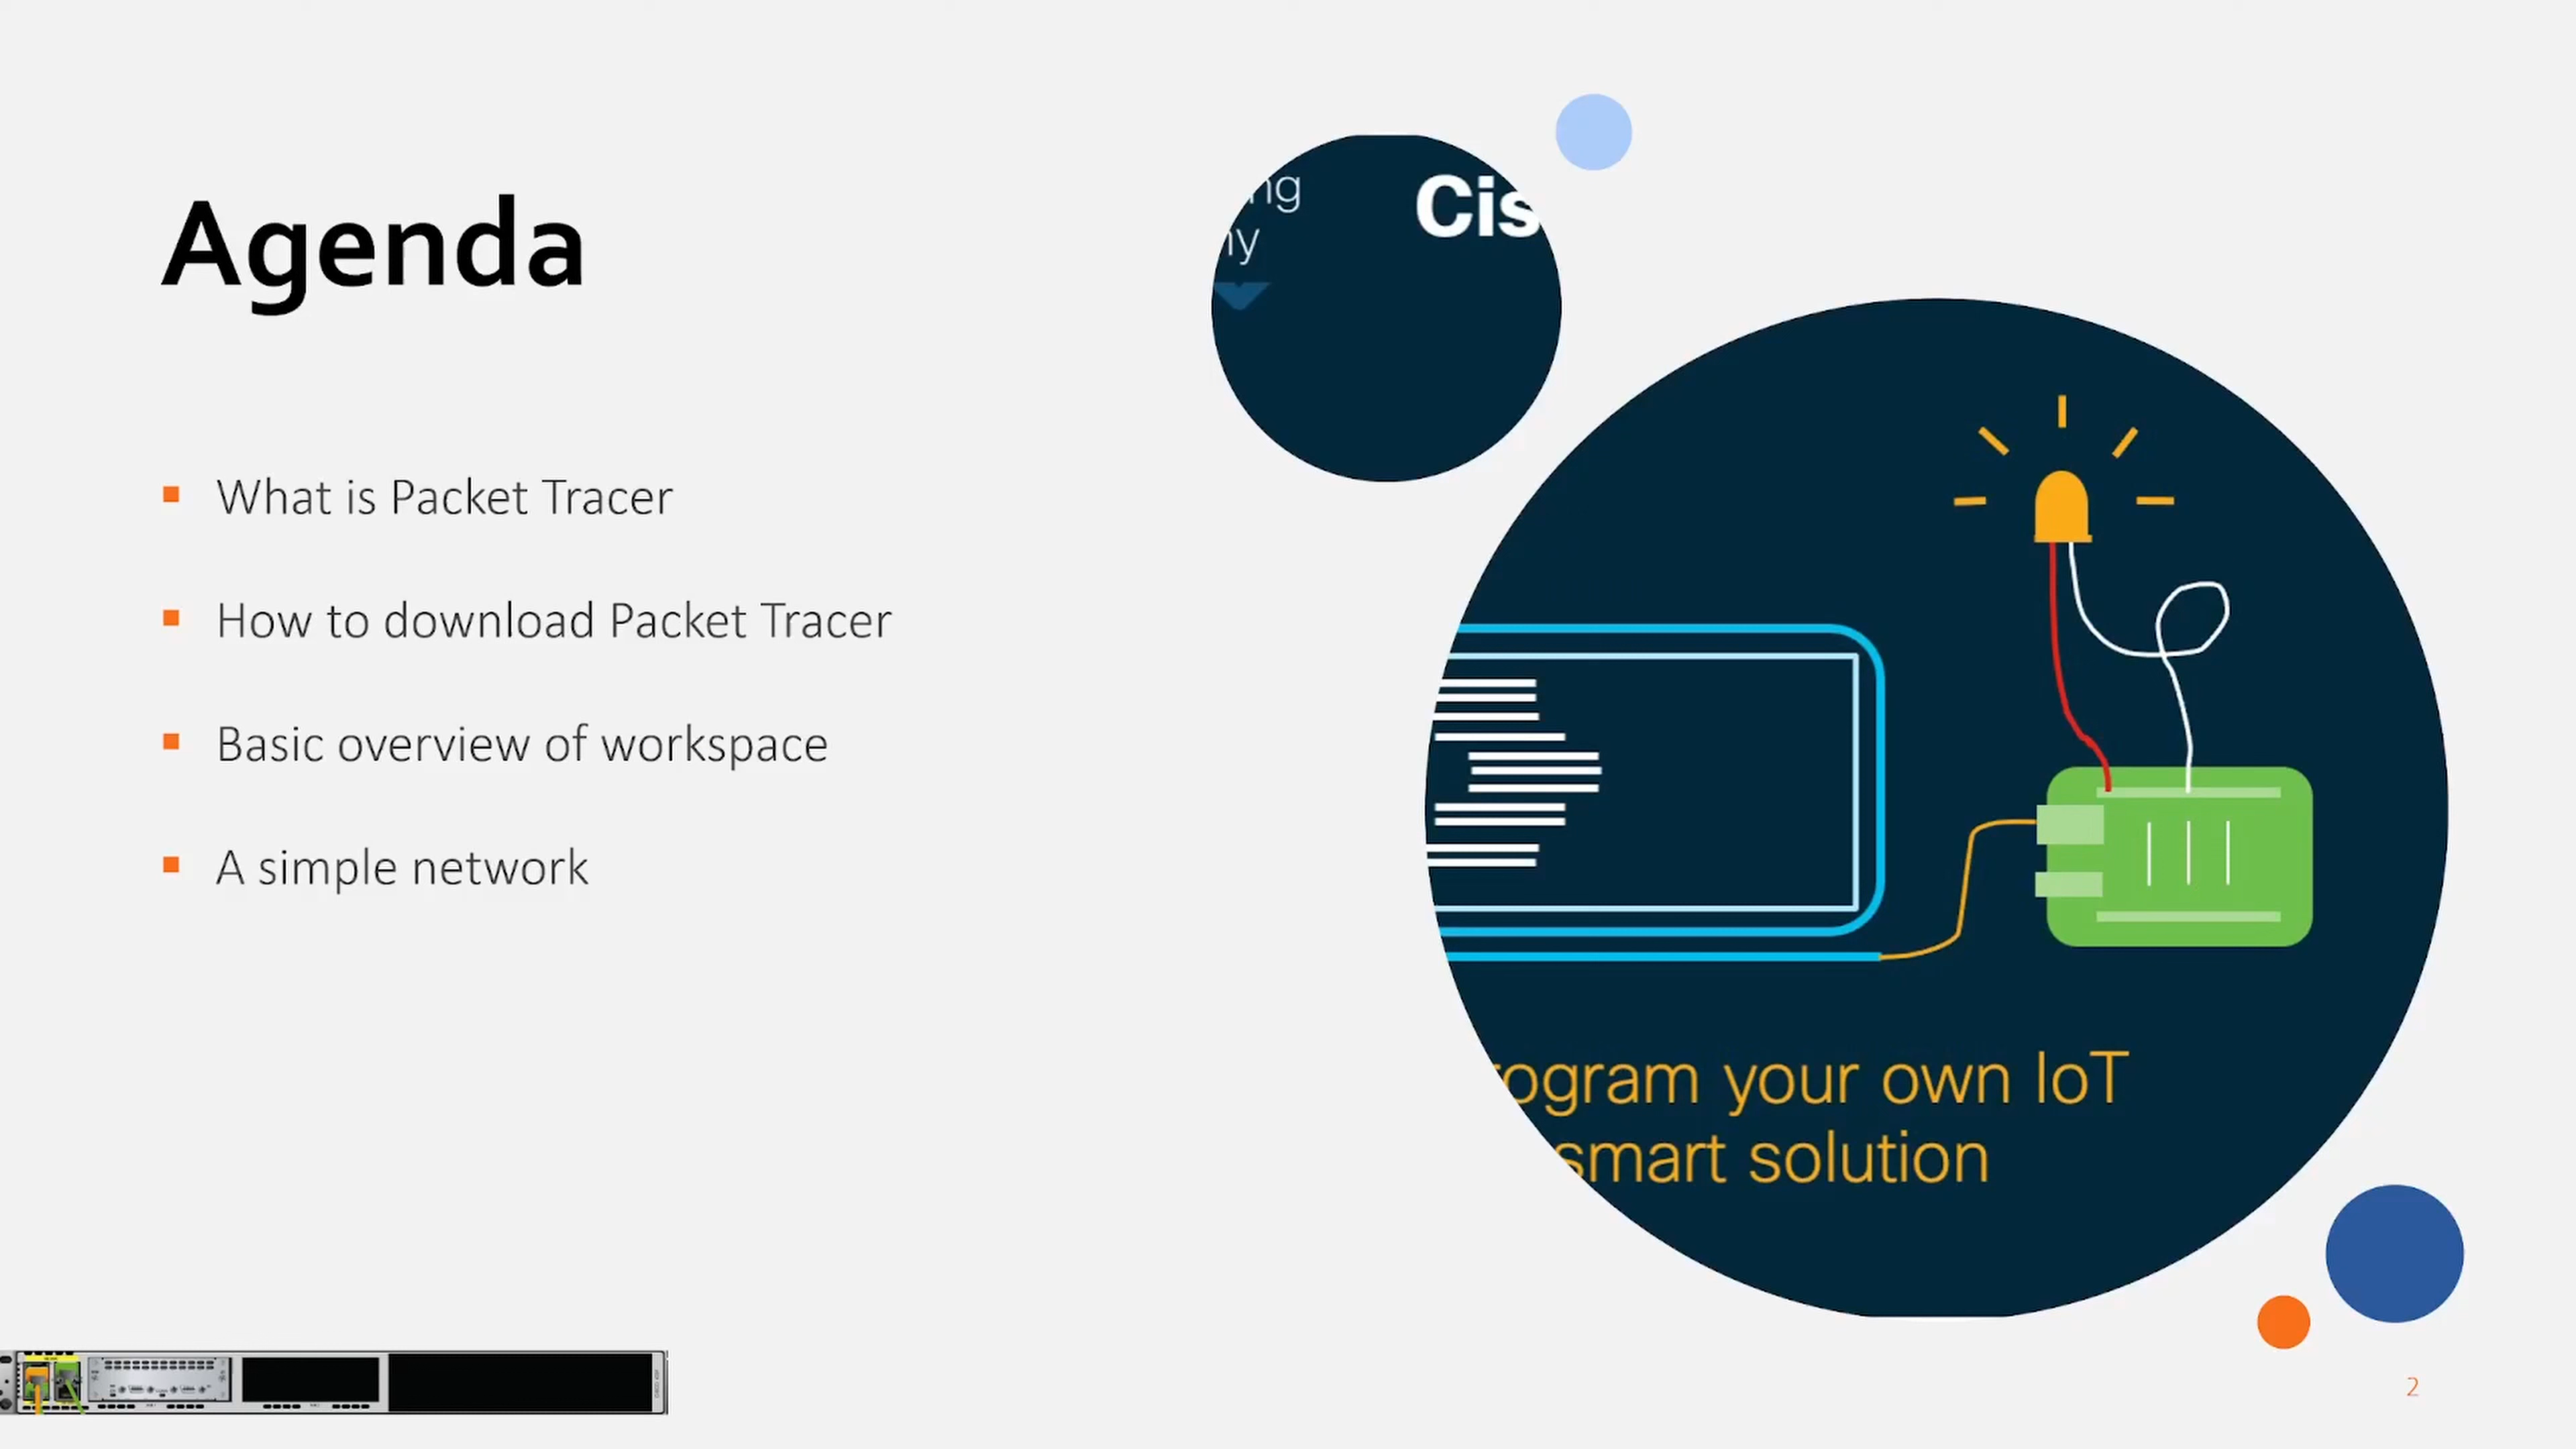 Agenda
What is Packet Tracer
How to download Packet Tracer
Basic overview of workspace
A simple network
ng
Cis
ogram your own IoT
smart solution
2